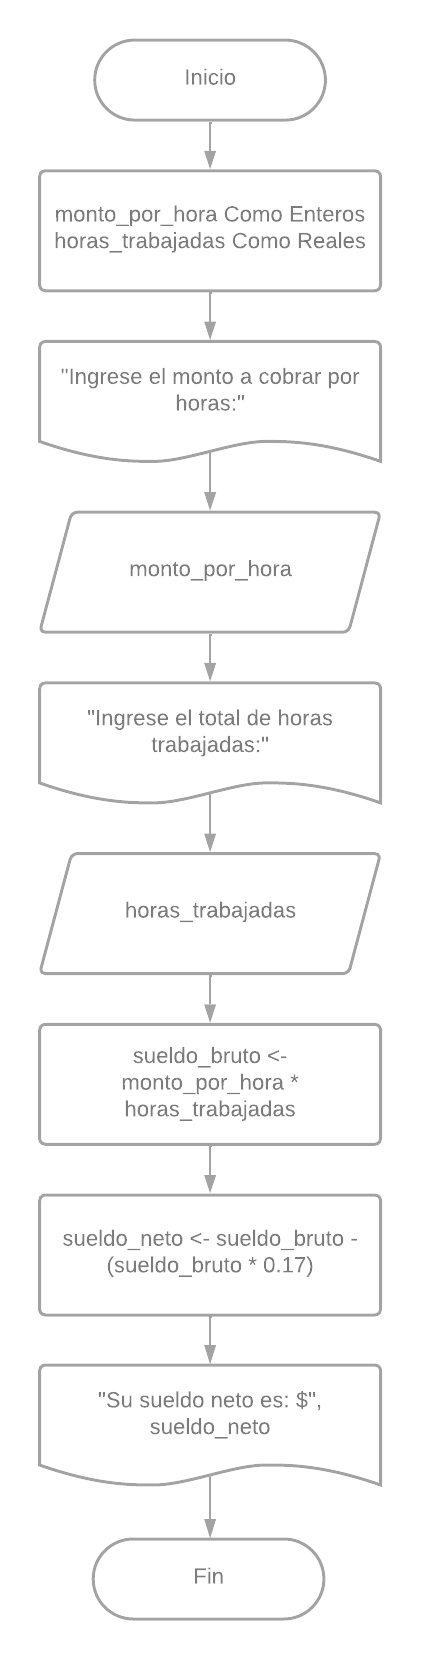 Inicio
monto_por_hora Como Enteros
horas_trabajadas Como Reales
"Ingrese el monto a cobrar por
horas:"
monto_por_hora
"Ingrese el total de horas
trabajadas:"
horas_trabajadas
sueldo_bruto <-
monto_por_hora *
horas_trabajadas
sueldo_neto <- sueldo_bruto -
(sueldo_bruto * 0.17)
"Su sueldo neto es: $",
sueldo_neto
Fin